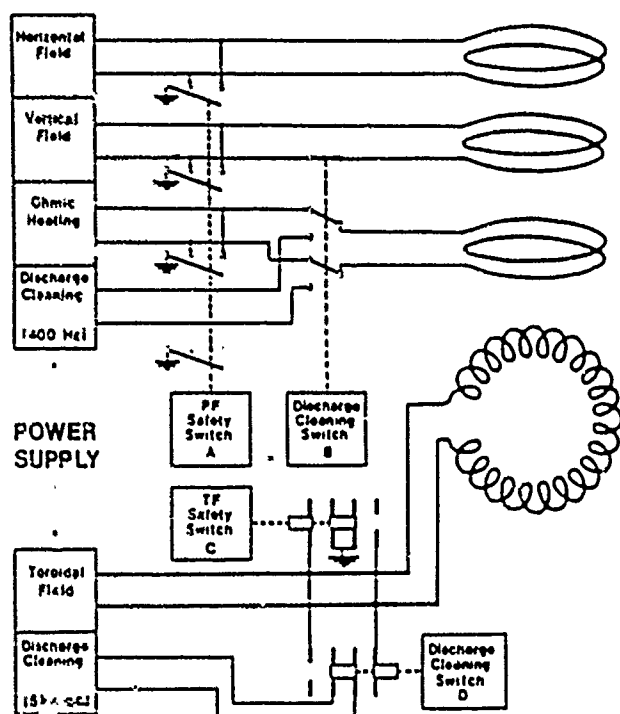 Horizontal
Field
Vertical
Field
Ohmic
Heating
Discharge
Cleaning
(400 Hz)
PF
Safety
Switch
A
Discharge
Cleaning
Switch
B
POWER
SUPPLY
TF
Safety
Switch
C
Toroidal
Field
Discharge
Cleaning
Discharge
Cleaning
Switch
D